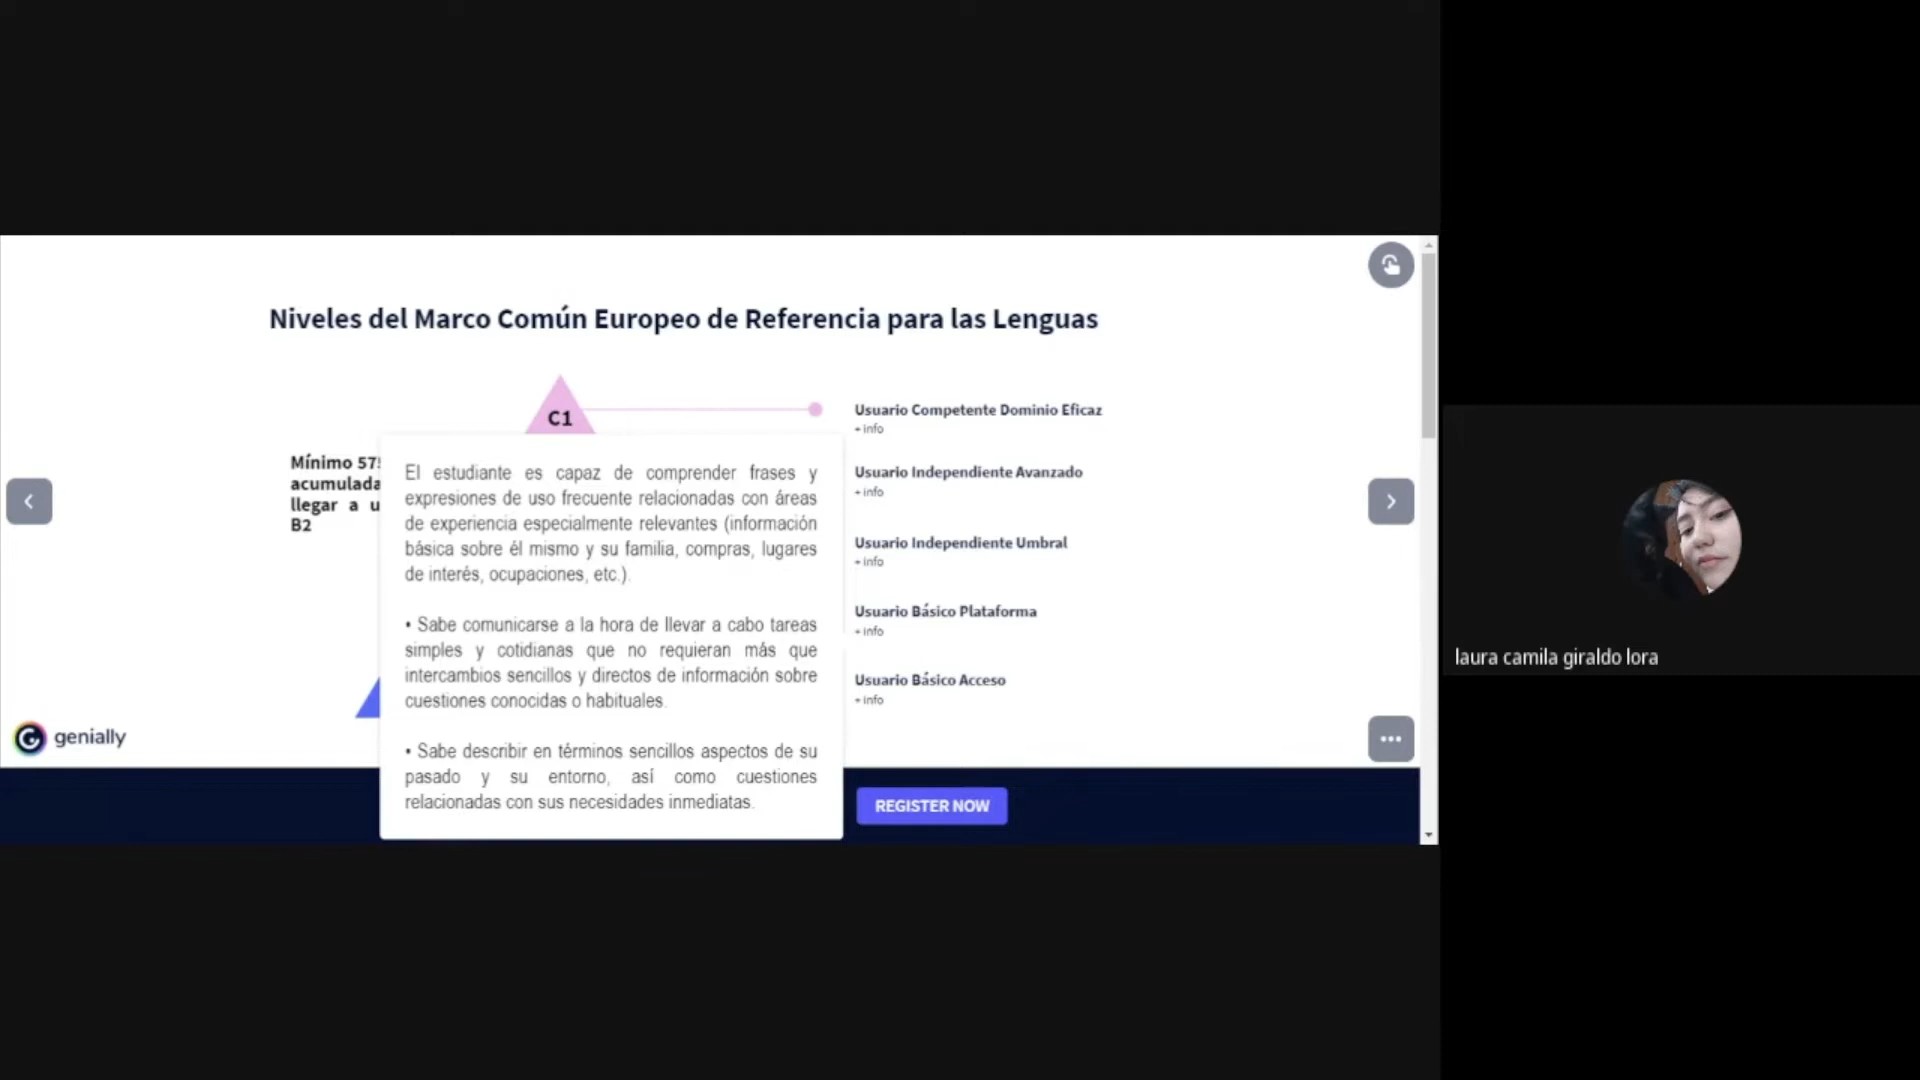 Niveles del Marco Común Europeo de Referencia para las Lenguas
C1
Mínimo 57
acumulada
llegar a u
B2
El estudiante es capaz de comprender frases y
expresiones de uso frecuente relacionadas con áreas
de experiencia especialmente relevantes (información
básica sobre él mismo y su familia, compras, lugares
de interés, ocupaciones, etc.).
• Sabe comunicarse a la hora de llevar a cabo tareas
simples y cotidianas que no requieran más que
intercambios sencillos y directos de información sobre
cuestiones conocidas o habituales.
• Sabe describir en términos sencillos aspectos de su
pasado y su entorno, así como cuestiones
relacionadas con sus necesidades inmediatas.
Usuario Competente Dominio Eficaz
+ info
Usuario Independiente Avanzado
+ info
Usuario Independiente Umbral
+ info
Usuario Básico Plataforma
+ info
Usuario Básico Acceso
+ info
genially
REGISTER NOW
laura camila giraldo lora